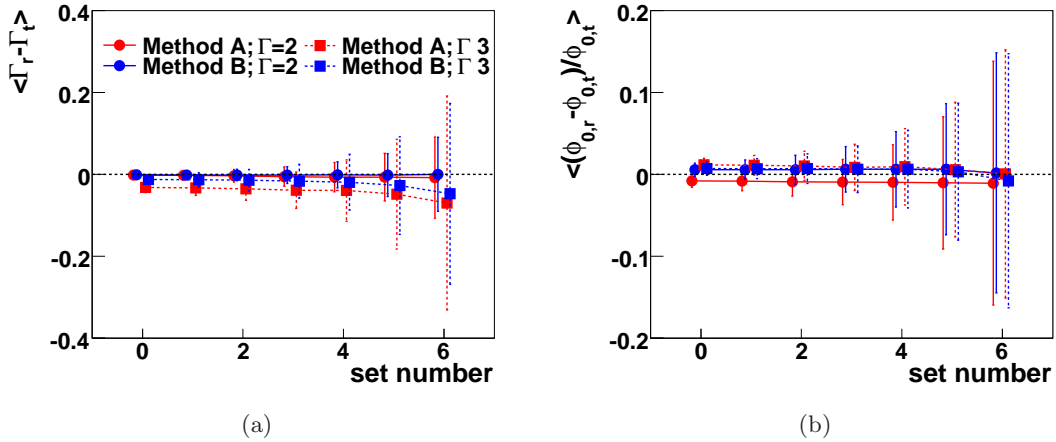 <Γr-Γt>
0.4
0.2
0
-0.2
-0.4
Method A; Γ=2
Method A; Γ 3
Method B; Γ=2
Method B; Γ 3
0 2 4 6
set number
(a)
<(ϕ0,r -ϕ0,t)/ϕ0,t>
0.2
0.1
0
-0.1
-0.2
0 2 4 6
set number
(b)